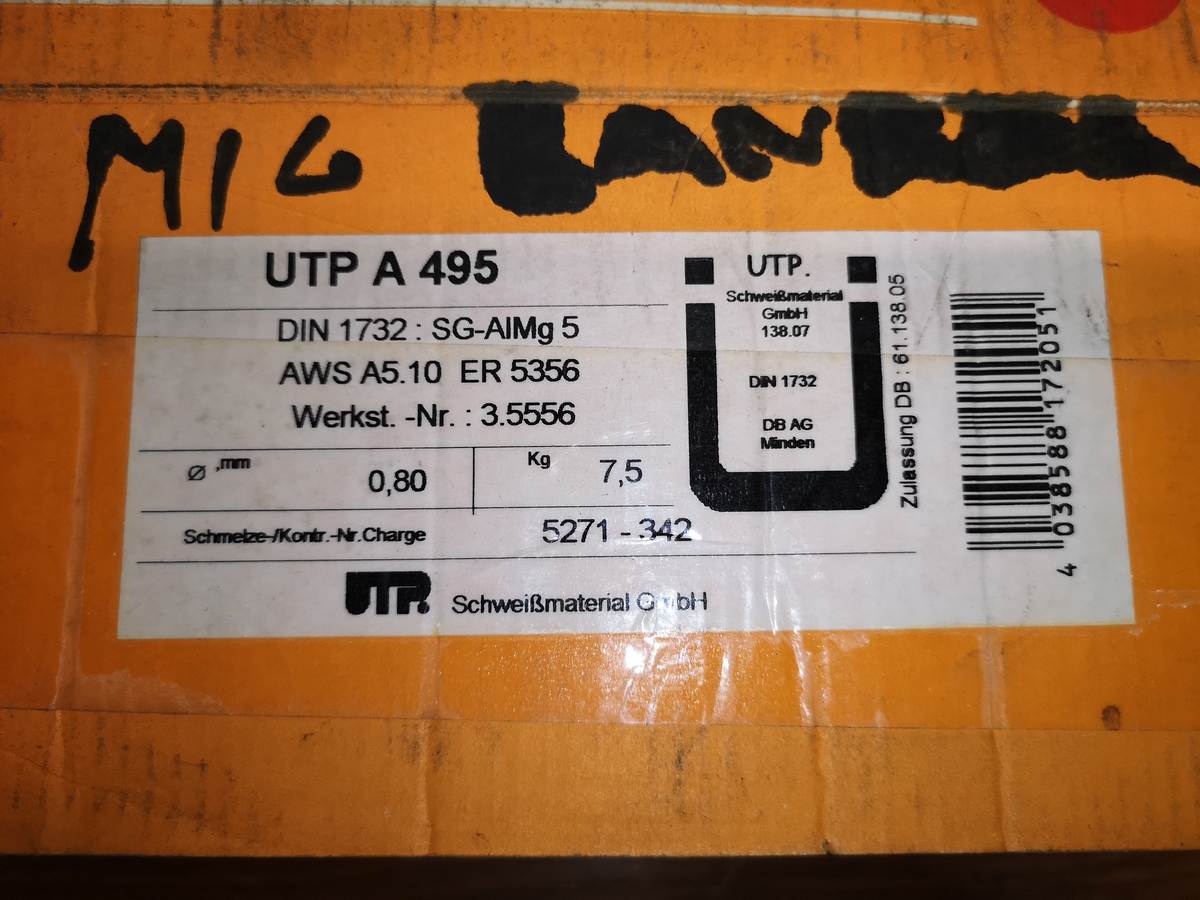 MIG
UTP A 495
DIN 1732 : SG-AlMg 5
AWS A5.10 ER 5356
Werkst. -Nr. : 3.5556
Ø ,mm 0,80
Kg 7,5
Schmelze-/Kontr.-Nr.Charge 5271 - 342
UTP. Schweißmaterial GmbH
UTP.
Schweißmaterial
GmbH
138.07
DIN 1732
DB AG
Minden
Zulassung DB : 61.138.05
4 038588 172051